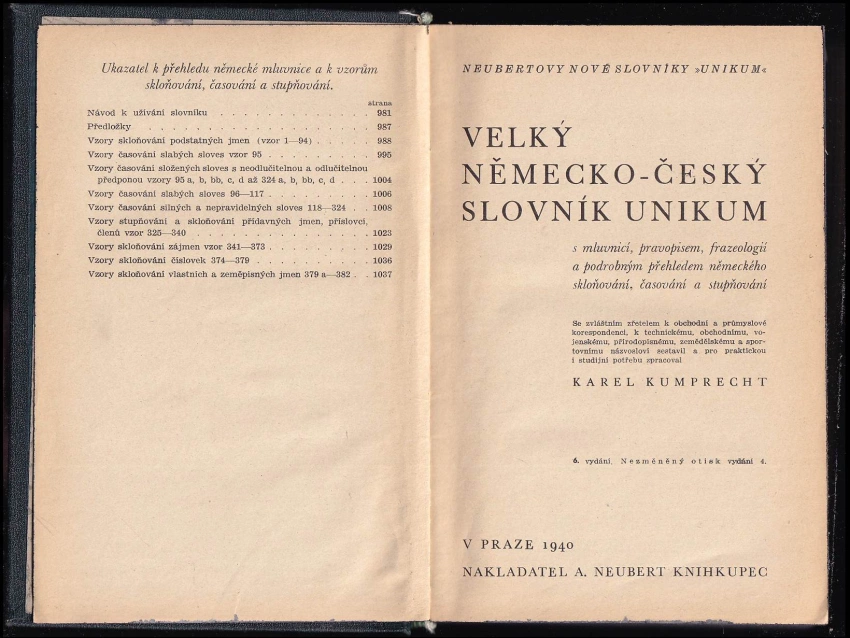 Ukazatel k přehledu německé mluvnice a k vzorům
skloňování, časování a stupňování.
strana
Návod k užívání slovníku . . . . . . . . . . . . . 981
Předložky . . . . . . . . . . . . . . . . . . 987
Vzory skloňování podstatných jmen (vzor 1—94) . . . . . 988
Vzory časování slabých sloves vzor 95 . . . . . . . . . 995
Vzory časování složených sloves s neodlučitelnou a odlučitelnou
předponou vzory 95 a, b, bb, c, d až 324 a, b, bb, c, d . . . 1004
Vzory časování slabých sloves 96—117 . . . . . . . . . 1006
Vzory časování silných a nepravidelných sloves 118—324 . . 1008
Vzory stupňování a skloňování přídavných jmen, příslovcí,
členů vzor 325—340 . . . . . . . . . . . . . . 1023
Vzory skloňování zájmen vzor 341—373 . . . . . . . . . 1029
Vzory skloňování číslovek 374—379 . . . . . . . . . . 1036
Vzory skloňování vlastních a zeměpisných jmen 379 a—382 . . 1037
NEUBERTOVY NOVÉ SLOVNÍKY »UNIKUM«
VELKÝ
NĚMECKO-ČESKÝ
SLOVNÍK UNIKUM
s mluvnicí, pravopisem, frazeologií
a podrobným přehledem německého
skloňování, časování a stupňování
Se zvláštním zřetelem k obchodní a průmyslové
korespondenci, k technickému, obchodnímu, vo-
jenskému, přírodopisnému, zemědělskému a spor-
tovnímu názvosloví sestavil a pro praktickou
i studijní potřebu zpracoval
KAREL KUMPRECHT
6. vydání. Nezměněný otisk vydání 4.
V PRAZE 1940
NAKLADATEL A. NEUBERT KNIHKUPEC